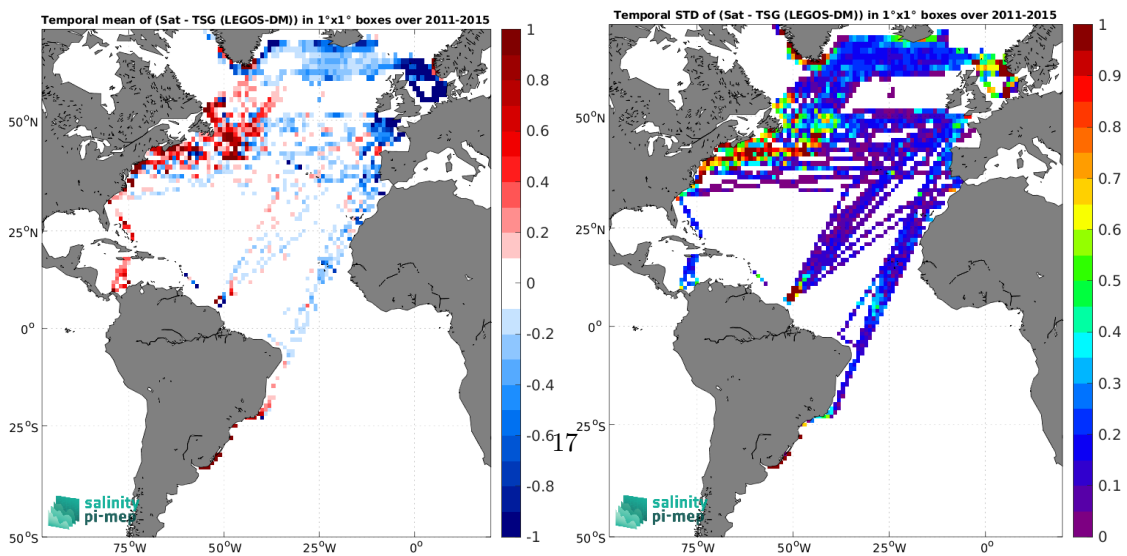 Temporal mean of (Sat - TSG (LEGOS-DM)) in 1°x1° boxes over 2011-2015
50°N
25°N
0°
25°S
50°S
75°W
50°W
25°W
0°
1
0.8
0.6
0.4
0.2
0
-0.2
-0.4
-0.6
-0.8
-1
salinity
pi-mep
17
Temporal STD of (Sat - TSG (LEGOS-DM)) in 1°x1° boxes over 2011-2015
50°N
25°N
0°
25°S
50°S
75°W
50°W
25°W
0°
1
0.9
0.8
0.7
0.6
0.5
0.4
0.3
0.2
0.1
0
salinity
pi-mep